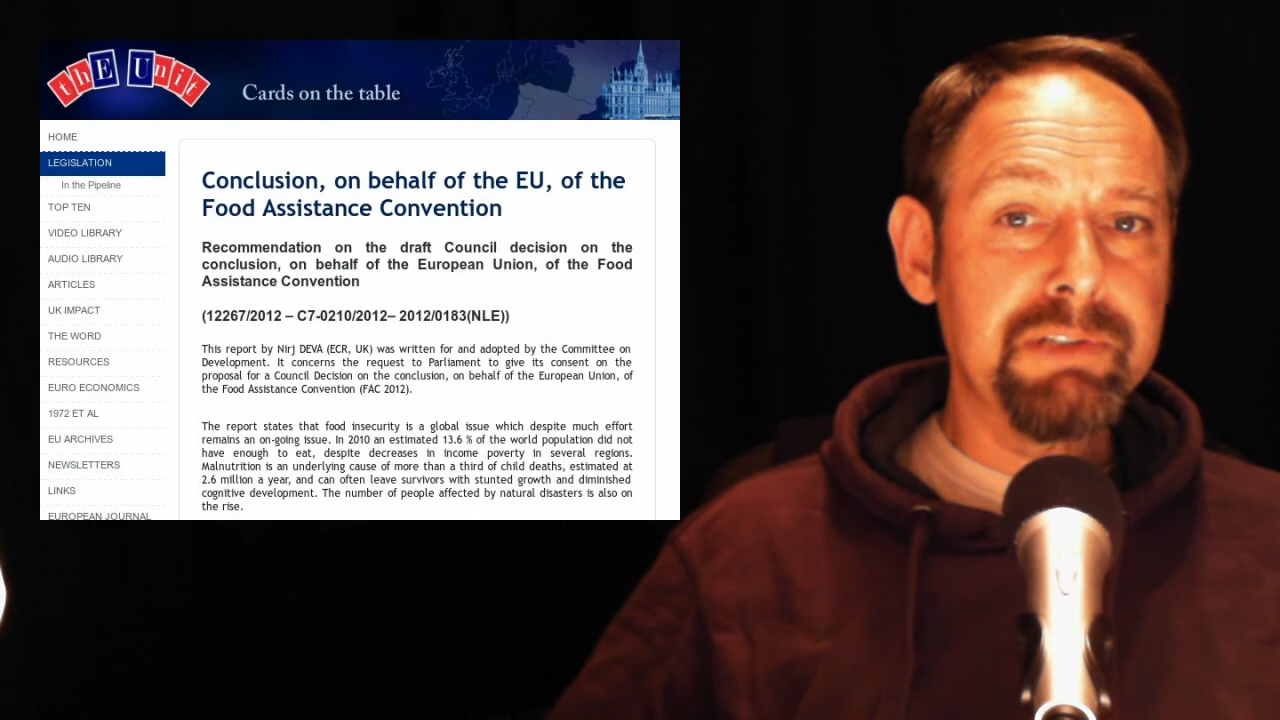 thE Unit
Cards on the table
HOME
LEGISLATION
In the Pipeline
TOP TEN
VIDEO LIBRARY
AUDIO LIBRARY
ARTICLES
UK IMPACT
THE WORD
RESOURCES
EURO ECONOMICS
1972 ET AL
EU ARCHIVES
NEWSLETTERS
LINKS
EUROPEAN JOURNAL
Conclusion, on behalf of the EU, of the
Food Assistance Convention
Recommendation on the draft Council decision on the
conclusion, on behalf of the European Union, of the Food
Assistance Convention
(12267/2012 – C7-0210/2012– 2012/0183(NLE))
This report by Nirj DEVA (ECR, UK) was written for and adopted by the Committee on
Development. It concerns the request to Parliament to give its consent on the
proposal for a Council Decision on the conclusion, on behalf of the European Union, of
the Food Assistance Convention (FAC 2012).
The report states that food insecurity is a global issue which despite much effort
remains an on-going issue. In 2010 an estimated 13.6 % of the world population did not
have enough to eat, despite decreases in income poverty in several regions.
Malnutrition is an underlying cause of more than a third of child deaths, estimated at
2.6 million a year, and can often leave survivors with stunted growth and diminished
cognitive development. The number of people affected by natural disasters is also on
the rise.